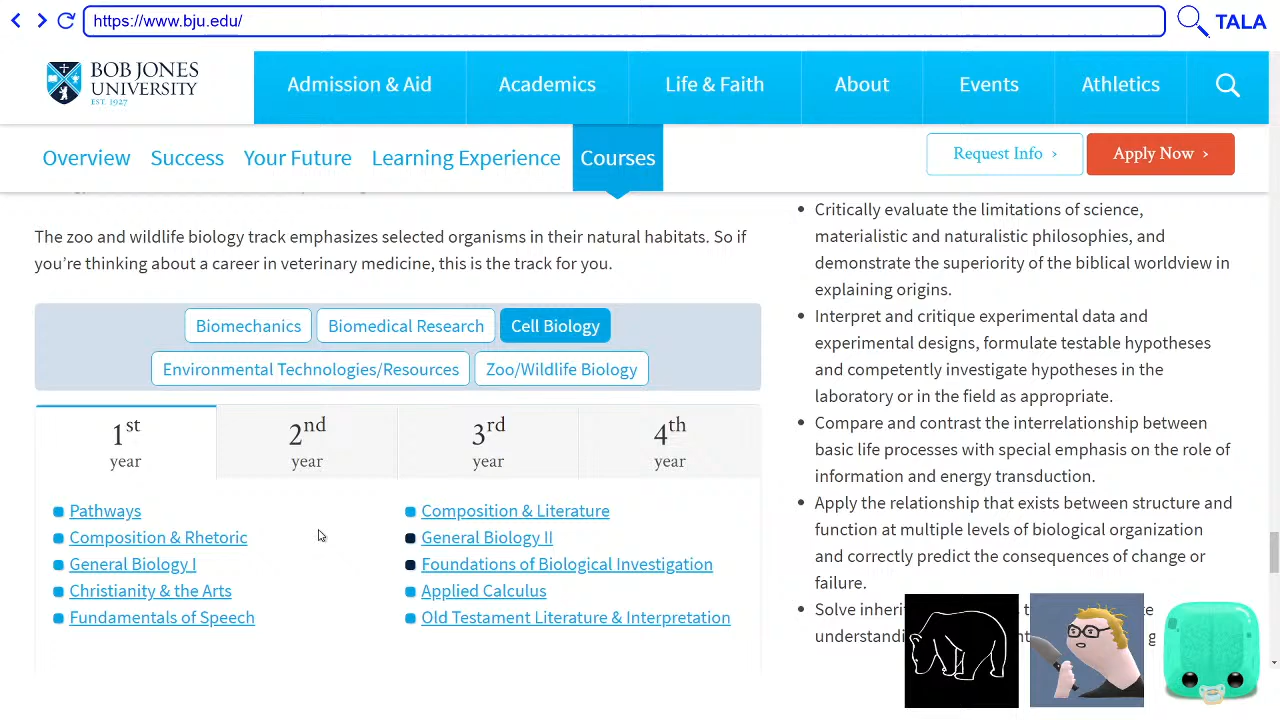 https://www.bju.edu/
TALA
BOB JONES
UNIVERSITY
EST. 1927
Admission & Aid
Academics
Life & Faith
About
Events
Athletics
Overview
Success
Your Future
Learning Experience
Courses
Request Info ›
Apply Now ›
The zoo and wildlife biology track emphasizes selected organisms in their natural habitats. So if
you’re thinking about a career in veterinary medicine, this is the track for you.
Biomechanics
Biomedical Research
Cell Biology
Environmental Technologies/Resources
Zoo/Wildlife Biology
1st
year
2nd
year
3rd
year
4th
year
Pathways
Composition & Rhetoric
General Biology I
Christianity & the Arts
Fundamentals of Speech
Composition & Literature
General Biology II
Foundations of Biological Investigation
Applied Calculus
Old Testament Literature & Interpretation
Critically evaluate the limitations of science,
materialistic and naturalistic philosophies, and
demonstrate the superiority of the biblical worldview in
explaining origins.
Interpret and critique experimental data and
experimental designs, formulate testable hypotheses
and competently investigate hypotheses in the
laboratory or in the field as appropriate.
Compare and contrast the interrelationship between
basic life processes with special emphasis on the role of
information and energy transduction.
Apply the relationship that exists between structure and
function at multiple levels of biological organization
and correctly predict the consequences of change or
failure.
Solve